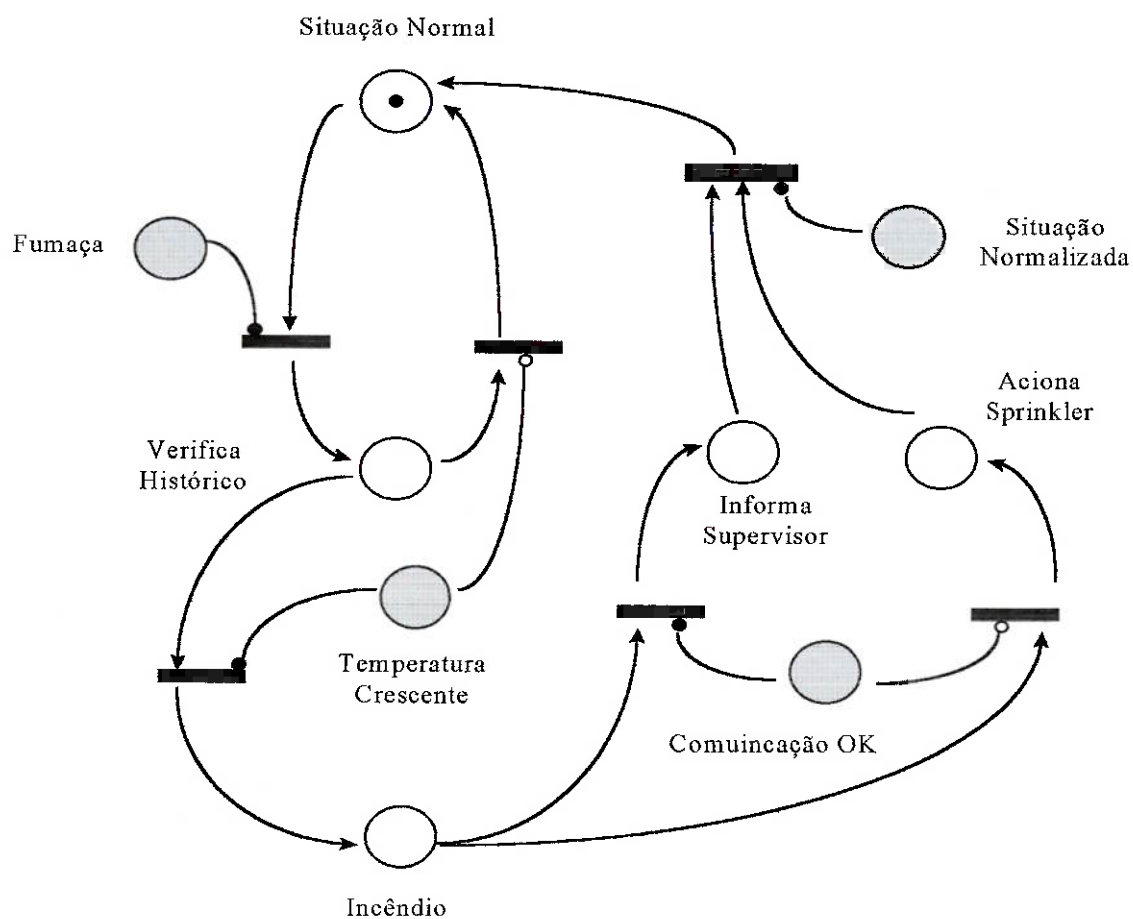 Situação Normal
Fumaça
Situação
Normalizada
Aciona
Sprinkler
Verifica
Histórico
Informa
Supervisor
Temperatura
Crescente
Comuincação OK
Incêndio